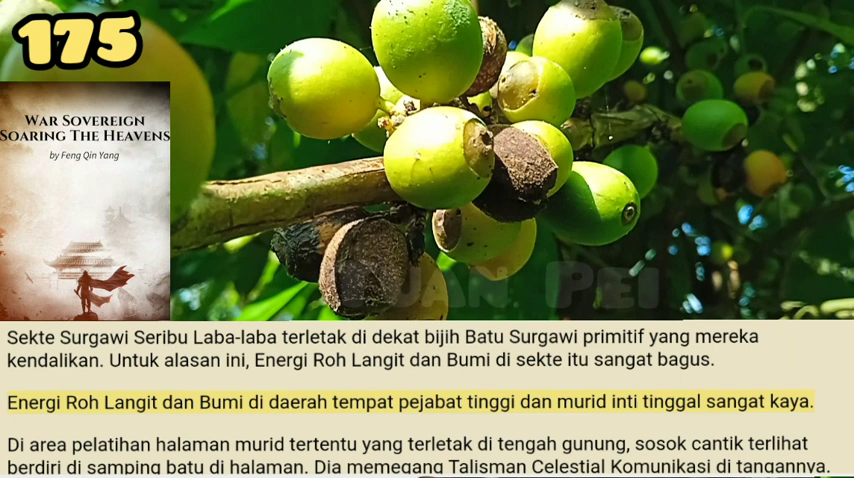 175
WAR SOVEREIGN
SOARING THE HEAVENS
by Feng Qin Yang
TUAN PEI
Sekte Surgawi Seribu Laba-laba terletak di dekat bijih Batu Surgawi primitif yang mereka
kendalikan. Untuk alasan ini, Energi Roh Langit dan Bumi di sekte itu sangat bagus.
Energi Roh Langit dan Bumi di daerah tempat pejabat tinggi dan murid inti tinggal sangat kaya.
Di area pelatihan halaman murid tertentu yang terletak di tengah gunung, sosok cantik terlihat
berdiri di samping batu di halaman. Dia memegang Talisman Celestial Komunikasi di tangannya.